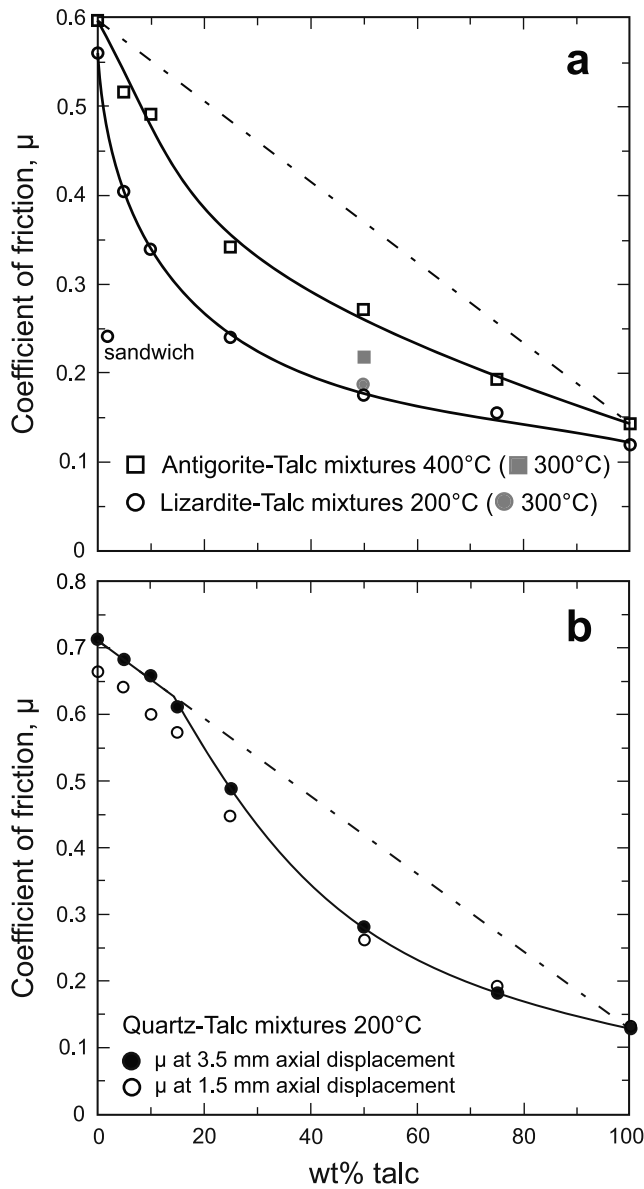 0.6
a
0.5
0.4
0.3
0.2
0.1
0
Coefficient of friction, μ
sandwich
Antigorite-Talc mixtures 400°C ( 300°C)
Lizardite-Talc mixtures 200°C ( 300°C)
0.8
b
0.7
0.6
0.5
0.4
0.3
0.2
0.1
0
Coefficient of friction, μ
Quartz-Talc mixtures 200°C
μ at 3.5 mm axial displacement
μ at 1.5 mm axial displacement
0 20 40 60 80 100
wt% talc